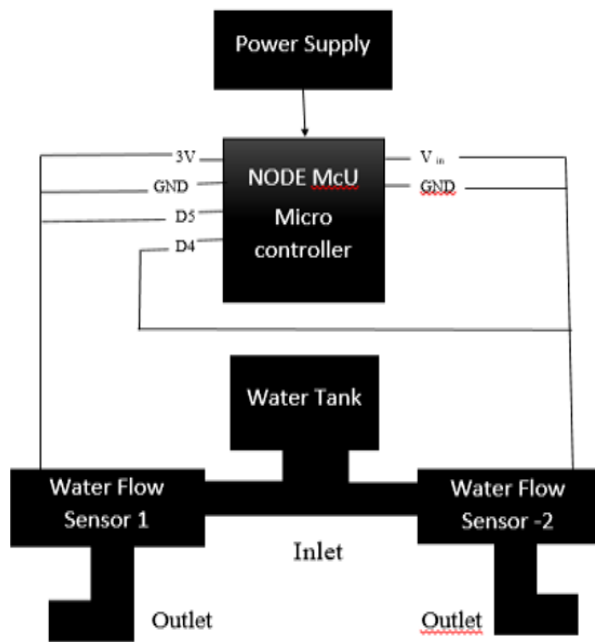 Power Supply
3V
GND
D5
D4
NODE McU
Micro
controller
V in
GND
Water Tank
Water Flow
Sensor 1
Water Flow
Sensor -2
Inlet
Outlet
Outlet